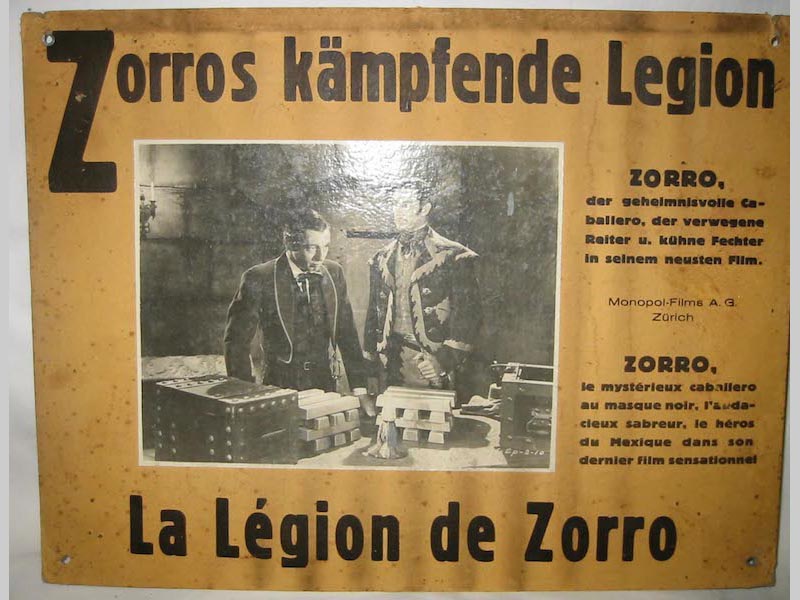 Zorros kämpfende Legion
ZORRO,
der geheimnisvolle Ca-
ballero, der verwegene
Reiter u. kühne Fechter
in seinem neusten Film.
Monopol-Films A. G.
Zürich
ZORRO,
le mystérieux caballero
au masque noir, l'auda-
cieux sabreur, le héros
du Mexique dans son
dernier film sensationnel
La Légion de Zorro